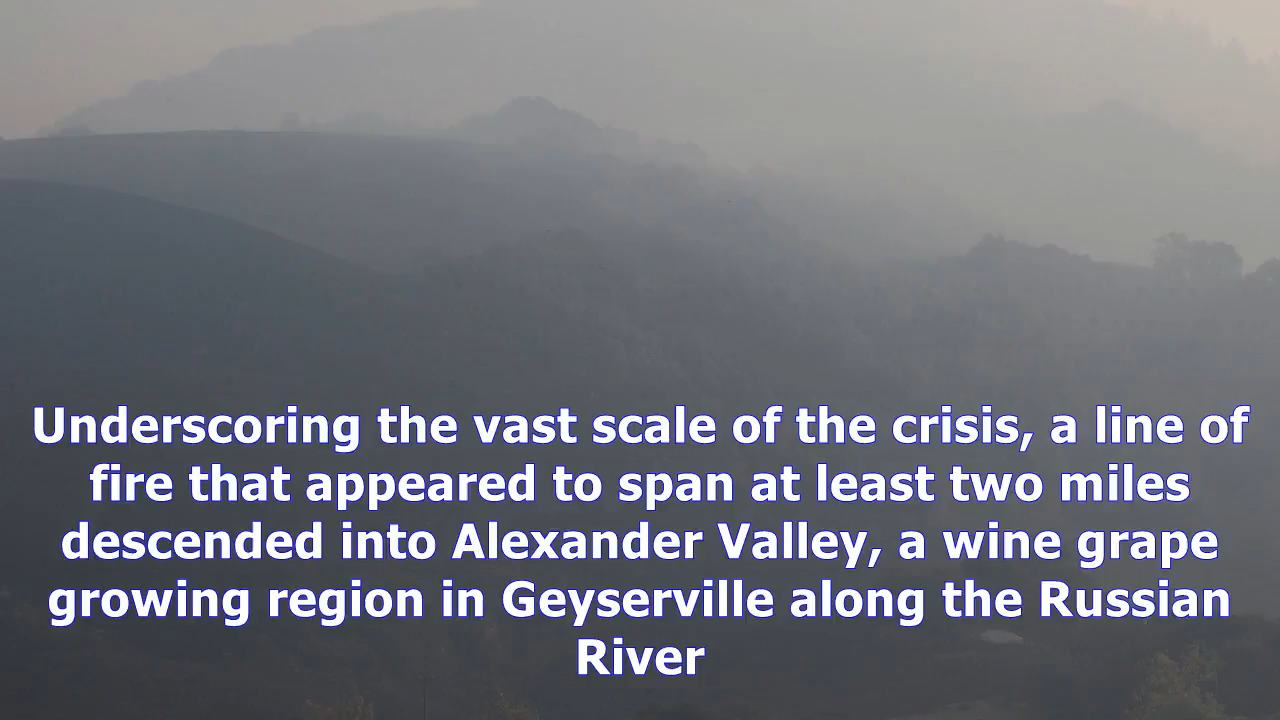 Underscoring the vast scale of the crisis, a line of
fire that appeared to span at least two miles
descended into Alexander Valley, a wine grape
growing region in Geyserville along the Russian
River